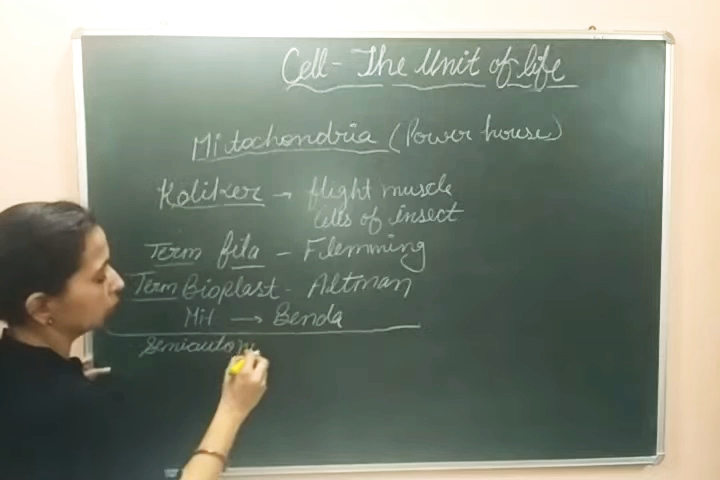 Cell - The Unit of life
Mitochondria (Power house)
Koliker → flight muscle
cells of insect
Term fila - Flemming
Term Bioplast - Altman
Mit → Benda
Semiauton